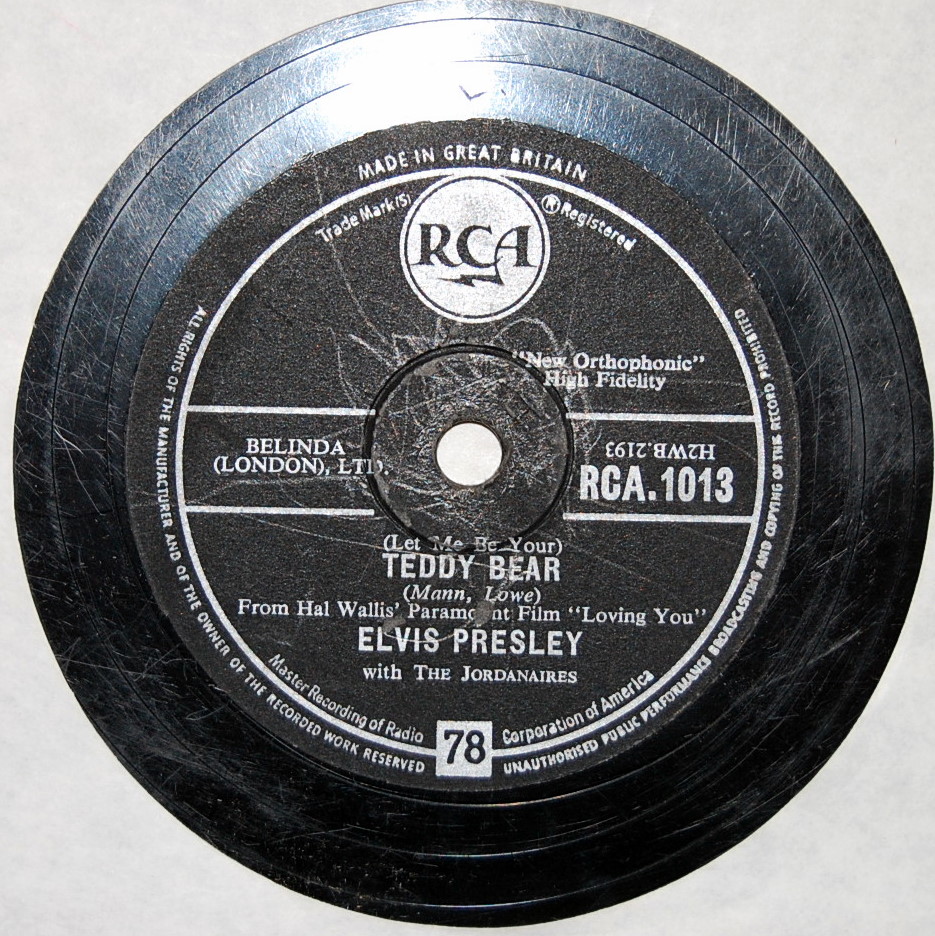 MADE IN GREAT BRITAIN
Trade Mark(S)
® Registered
RCA
"New Orthophonic"
High Fidelity
BELINDA
(LONDON), LTD.
H2WB.2193
RCA.1013
(Let Me Be Your)
TEDDY BEAR
(Mann, Lowe)
From Hal Wallis' Paramount Film "Loving You"
ELVIS PRESLEY
with THE JORDANAIRES
Master Recording of Radio Corporation of America
78
ALL RIGHTS OF THE MANUFACTURER AND OF THE OWNER OF THE RECORDED WORK RESERVED
UNAUTHORISED PUBLIC PERFORMANCE BROADCASTING AND COPYING OF THIS RECORD PROHIBITED